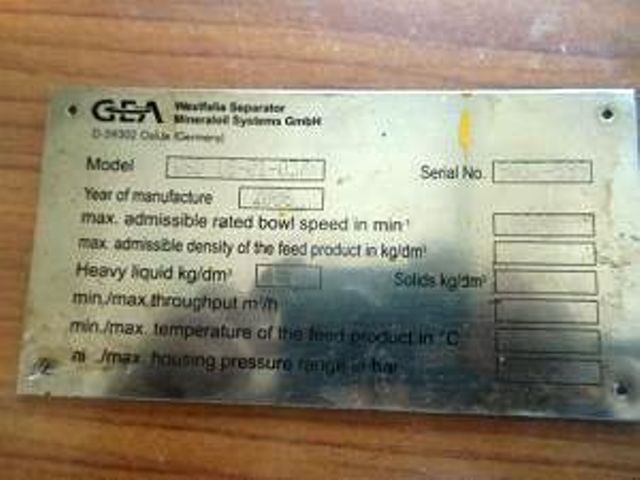 GEA Westfalia Separator
Mineraloil Systems GmbH
D-59302 Oelde (Germany)
Model
Serial No.
Year of manufacture
max. admissible rated bowl speed in min⁻¹
max. admissible density of the feed product in kg/dm³
Heavy liquid kg/dm³ Solids kg/dm³
min./max.throughput m³/h
min./max. temperature of the feed product in °C
./max. housing pressure range in bar